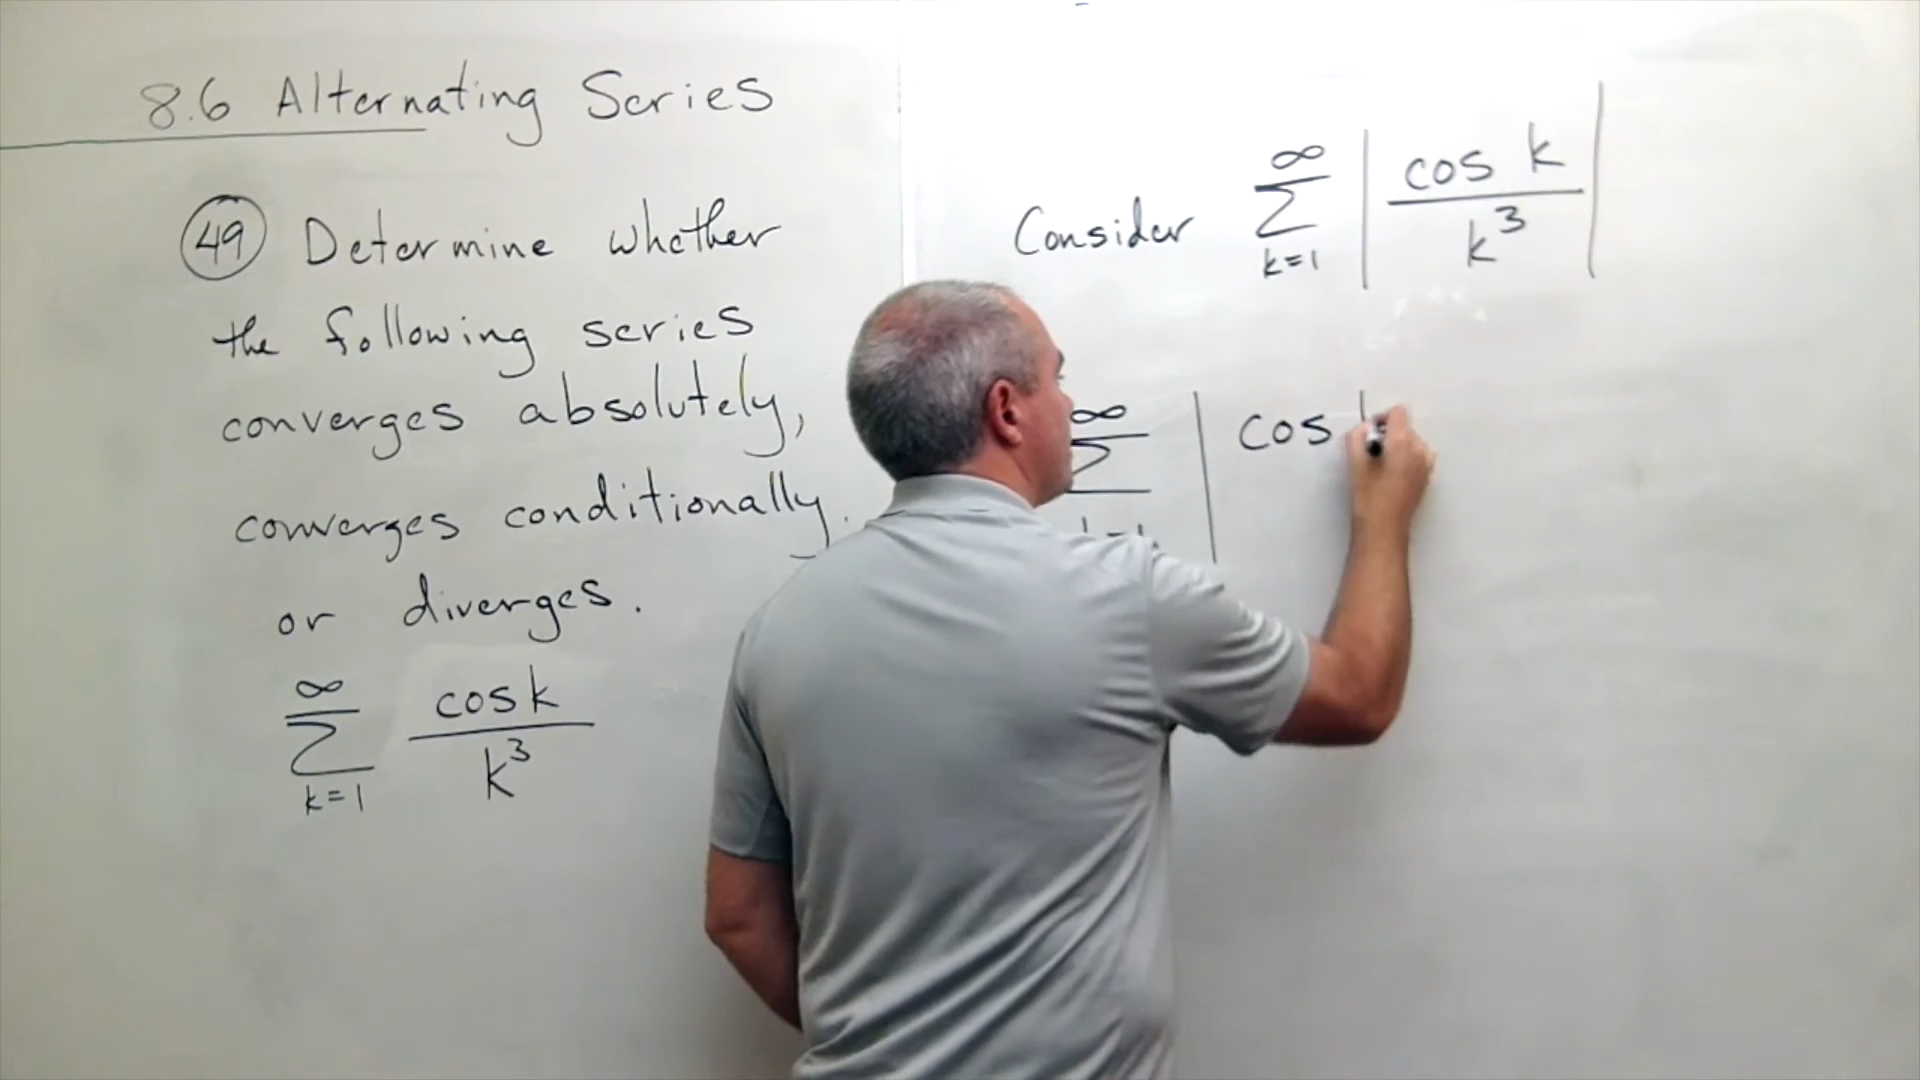 8.6 Alternating Series
49 Determine whether
the following series
converges absolutely,
converges conditionally.
or diverges.
∞
∑ cos k / k³
k=1
Consider ∑ | cos k / k³ |
∞
k=1
∞
∑ | cos